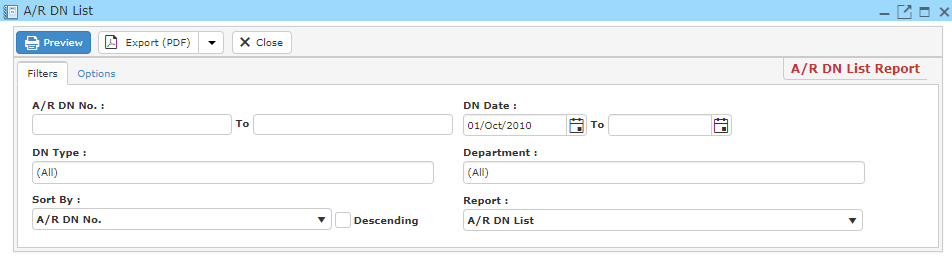 A/R DN List
Preview Export (PDF) Close
Filters Options A/R DN List Report
A/R DN No. : DN Date :
To 01/Oct/2010 To
DN Type : Department :
(All) (All)
Sort By : Report :
A/R DN No. Descending A/R DN List